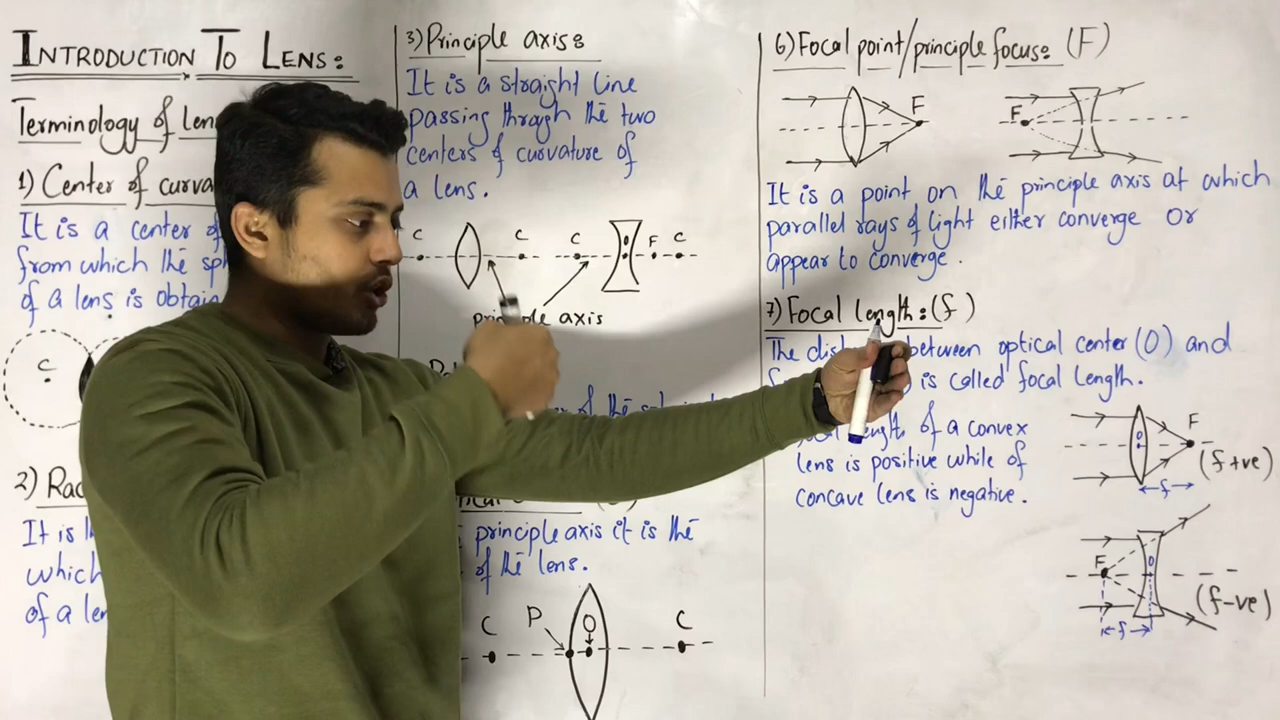 INTRODUCTION TO LENS:
Terminology of Len
1) Center of curva
It is a center of
from which the sph
of a lens is obtain
C
2) Rad
It is th
which
of a len
3) Principle axis:
It is a straight line
passing through the two
centers of curvature of
a lens.
C C C O F C
principle axis
of the
principle axis it is the
of the lens.
C P O C
6) Focal point/principle focus: (F)
F F
It is a point on the principle axis at which
parallel rays of light either converge or
appear to converge.
7) Focal length: (f)
The between optical center (O) and
is called focal length.
length of a convex
lens is positive while of
concave lens is negative.
O F
(f+ve)
f
F O
(f-ve)
f